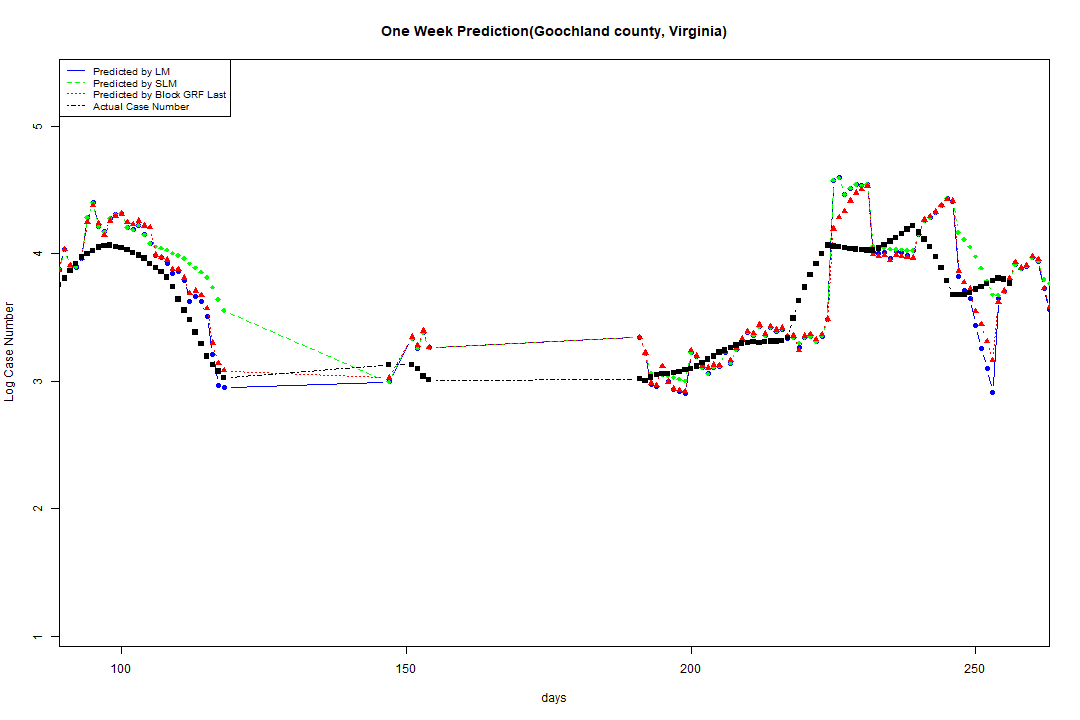 One Week Prediction(Goochland county, Virginia)
Predicted by LM
Predicted by SLM
Predicted by Block GRF Last
Actual Case Number
5
4
3
2
1
Log Case Number
100 150 200 250
days